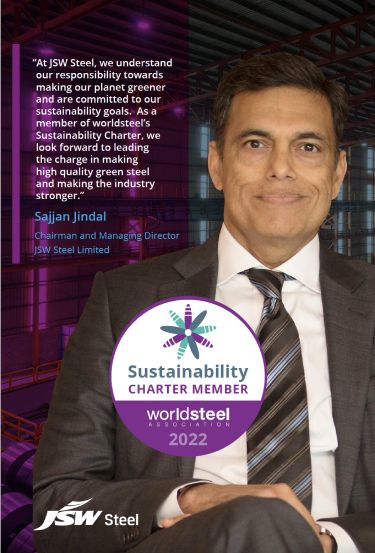 “At JSW Steel, we understand
our responsibility towards
making our planet greener
and are committed to our
sustainability goals.  As a
member of worldsteel’s
Sustainability Charter, we
look forward to leading
the charge in making
high quality green steel
and making the industry
stronger.”
Sajjan Jindal
Chairman and Managing Director
JSW Steel Limited
Sustainability
CHARTER MEMBER
worldsteel
ASSOCIATION
2022
JSW Steel